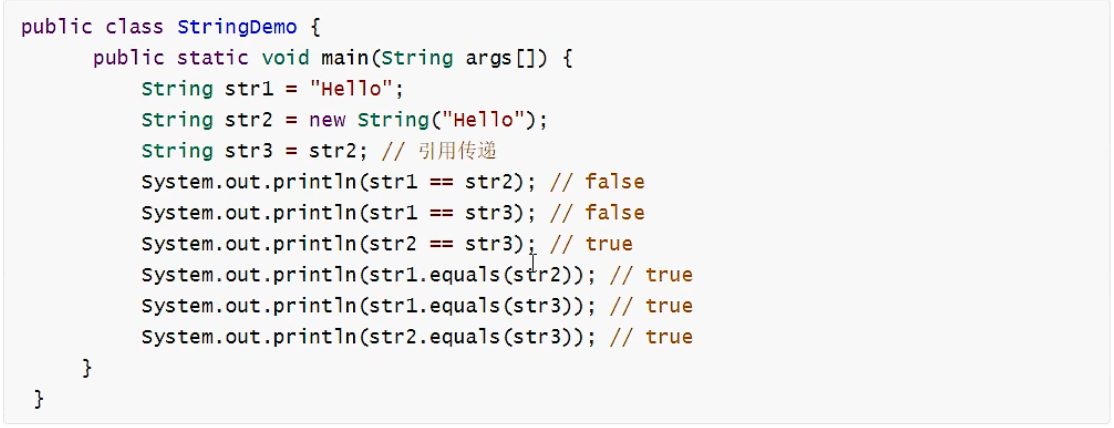 public class StringDemo {
public static void main(String args[]) {
String str1 = "Hello";
String str2 = new String("Hello");
String str3 = str2; // 引用传递
System.out.println(str1 == str2); // false
System.out.println(str1 == str3); // false
System.out.println(str2 == str3); // true
System.out.println(str1.equals(str2)); // true
System.out.println(str1.equals(str3)); // true
System.out.println(str2.equals(str3)); // true
}
}